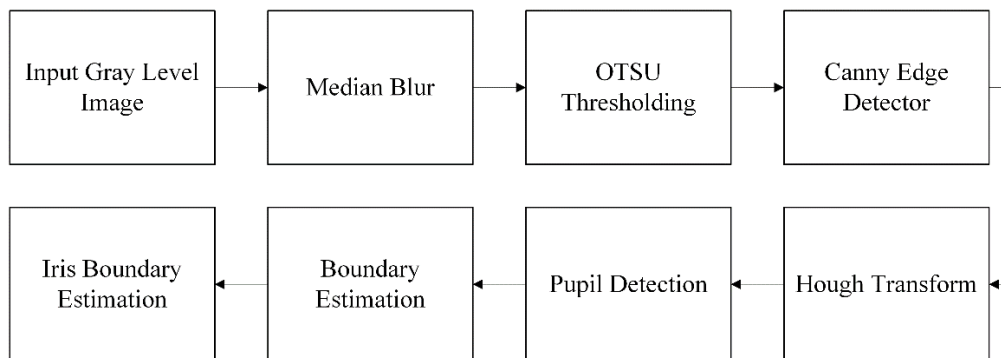 Input Gray Level
Image
Median Blur
OTSU
Thresholding
Canny Edge
Detector
Hough Transform
Pupil Detection
Boundary
Estimation
Iris Boundary
Estimation